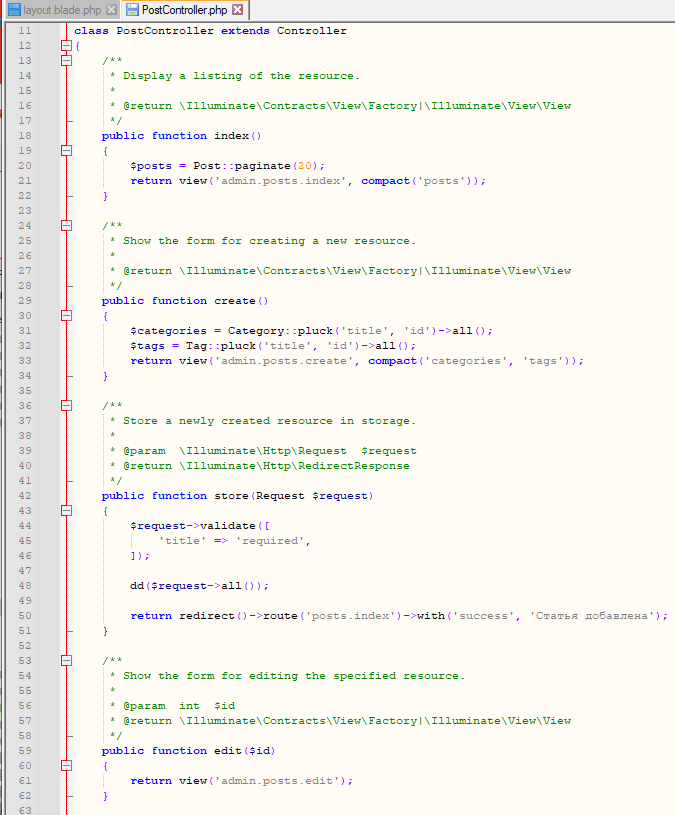 layout.blade.php PostController.php
11 class PostController extends Controller
12 {
13 /**
14 * Display a listing of the resource.
15 *
16 * @return \Illuminate\Contracts\View\Factory|\Illuminate\View\View
17 */
18 public function index()
19 {
20 $posts = Post::paginate(20);
21 return view('admin.posts.index', compact('posts'));
22 }
23
24 /**
25 * Show the form for creating a new resource.
26 *
27 * @return \Illuminate\Contracts\View\Factory|\Illuminate\View\View
28 */
29 public function create()
30 {
31 $categories = Category::pluck('title', 'id')->all();
32 $tags = Tag::pluck('title', 'id')->all();
33 return view('admin.posts.create', compact('categories', 'tags'));
34 }
35
36 /**
37 * Store a newly created resource in storage.
38 *
39 * @param  \Illuminate\Http\Request  $request
40 * @return \Illuminate\Http\RedirectResponse
41 */
42 public function store(Request $request)
43 {
44 $request->validate([
45 'title' => 'required',
46 ]);
47
48 dd($request->all());
49
50 return redirect()->route('posts.index')->with('success', 'Статья добавлена');
51 }
52
53 /**
54 * Show the form for editing the specified resource.
55 *
56 * @param  int  $id
57 * @return \Illuminate\Contracts\View\Factory|\Illuminate\View\View
58 */
59 public function edit($id)
60 {
61 return view('admin.posts.edit');
62 }
63